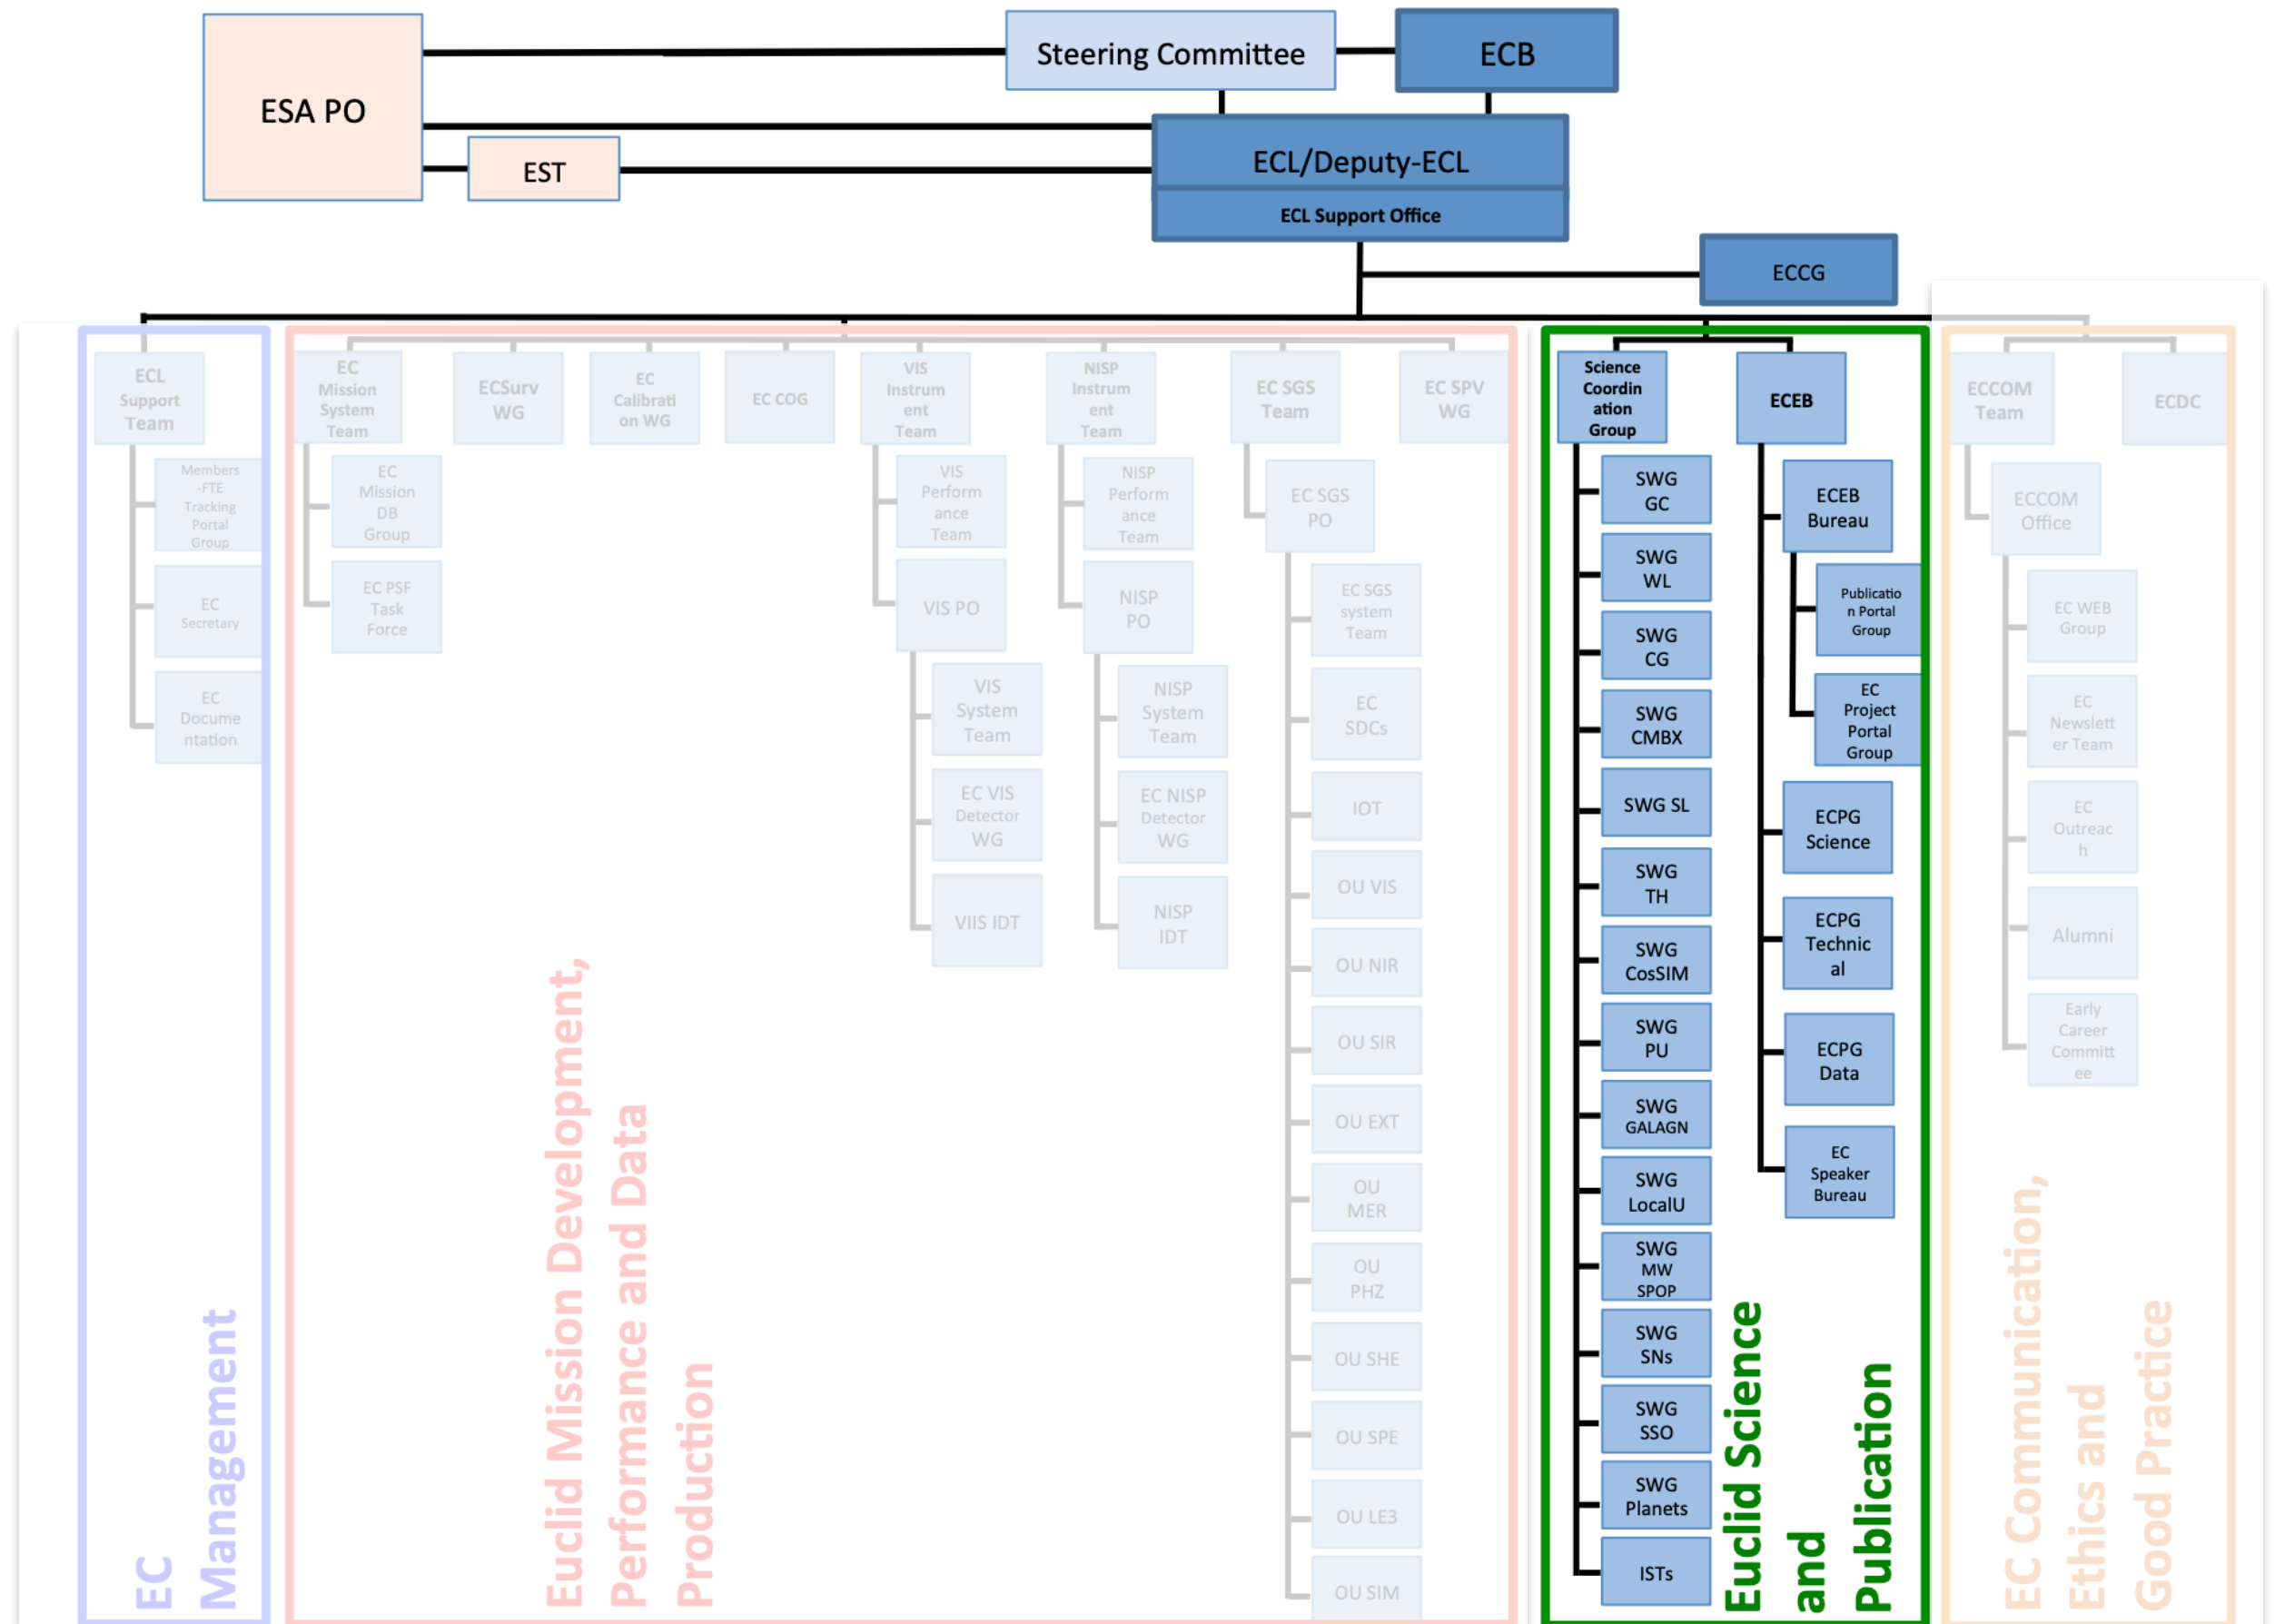 ESA PO
Steering Committee
ECB
EST
ECL/Deputy-ECL
ECL Support Office
ECCG
ECL
Support
Team
Members
-FTE
Tracking
Portal
Group
EC
Secretary
EC
Docume
ntation
EC
Management
EC
Mission
System
Team
EC
Mission
DB
Group
EC PSF
Task
Force
ECSurv
WG
EC
Calibrati
on WG
EC COG
VIS
Instrum
ent
Team
VIS
Perform
ance
Team
VIS PO
VIS
System
Team
EC VIS
Detector
WG
VIIS IDT
NISP
Instrum
ent
Team
NISP
Perform
ance
Team
NISP
PO
NISP
System
Team
EC NISP
Detector
WG
NISP
IDT
EC SGS
Team
EC SGS
PO
EC SGS
system
Team
EC
SDCs
IOT
OU VIS
OU NIR
OU SIR
OU EXT
OU
MER
OU
PHZ
OU SHE
OU SPE
OU LE3
OU SIM
EC SPV
WG
Euclid Mission Development,
Performance and Data
Production
Science
Coordin
ation
Group
SWG
GC
SWG
WL
SWG
CG
SWG
CMBX
SWG SL
SWG
TH
SWG
CosSIM
SWG
PU
SWG
GALAGN
SWG
LocalU
SWG
MW
SPOP
SWG
SNs
SWG
SSO
SWG
Planets
ISTs
ECEB
ECEB
Bureau
Publicatio
n Portal
Group
EC
Project
Portal
Group
ECPG
Science
ECPG
Technic
al
ECPG
Data
EC
Speaker
Bureau
Euclid Science
and
Publication
ECCOM
Team
ECCOM
Office
EC WEB
Group
EC
Newslett
er Team
EC
Outreac
h
Alumni
Early
Career
Committ
ee
ECDC
EC Communication,
Ethics and
Good Practice